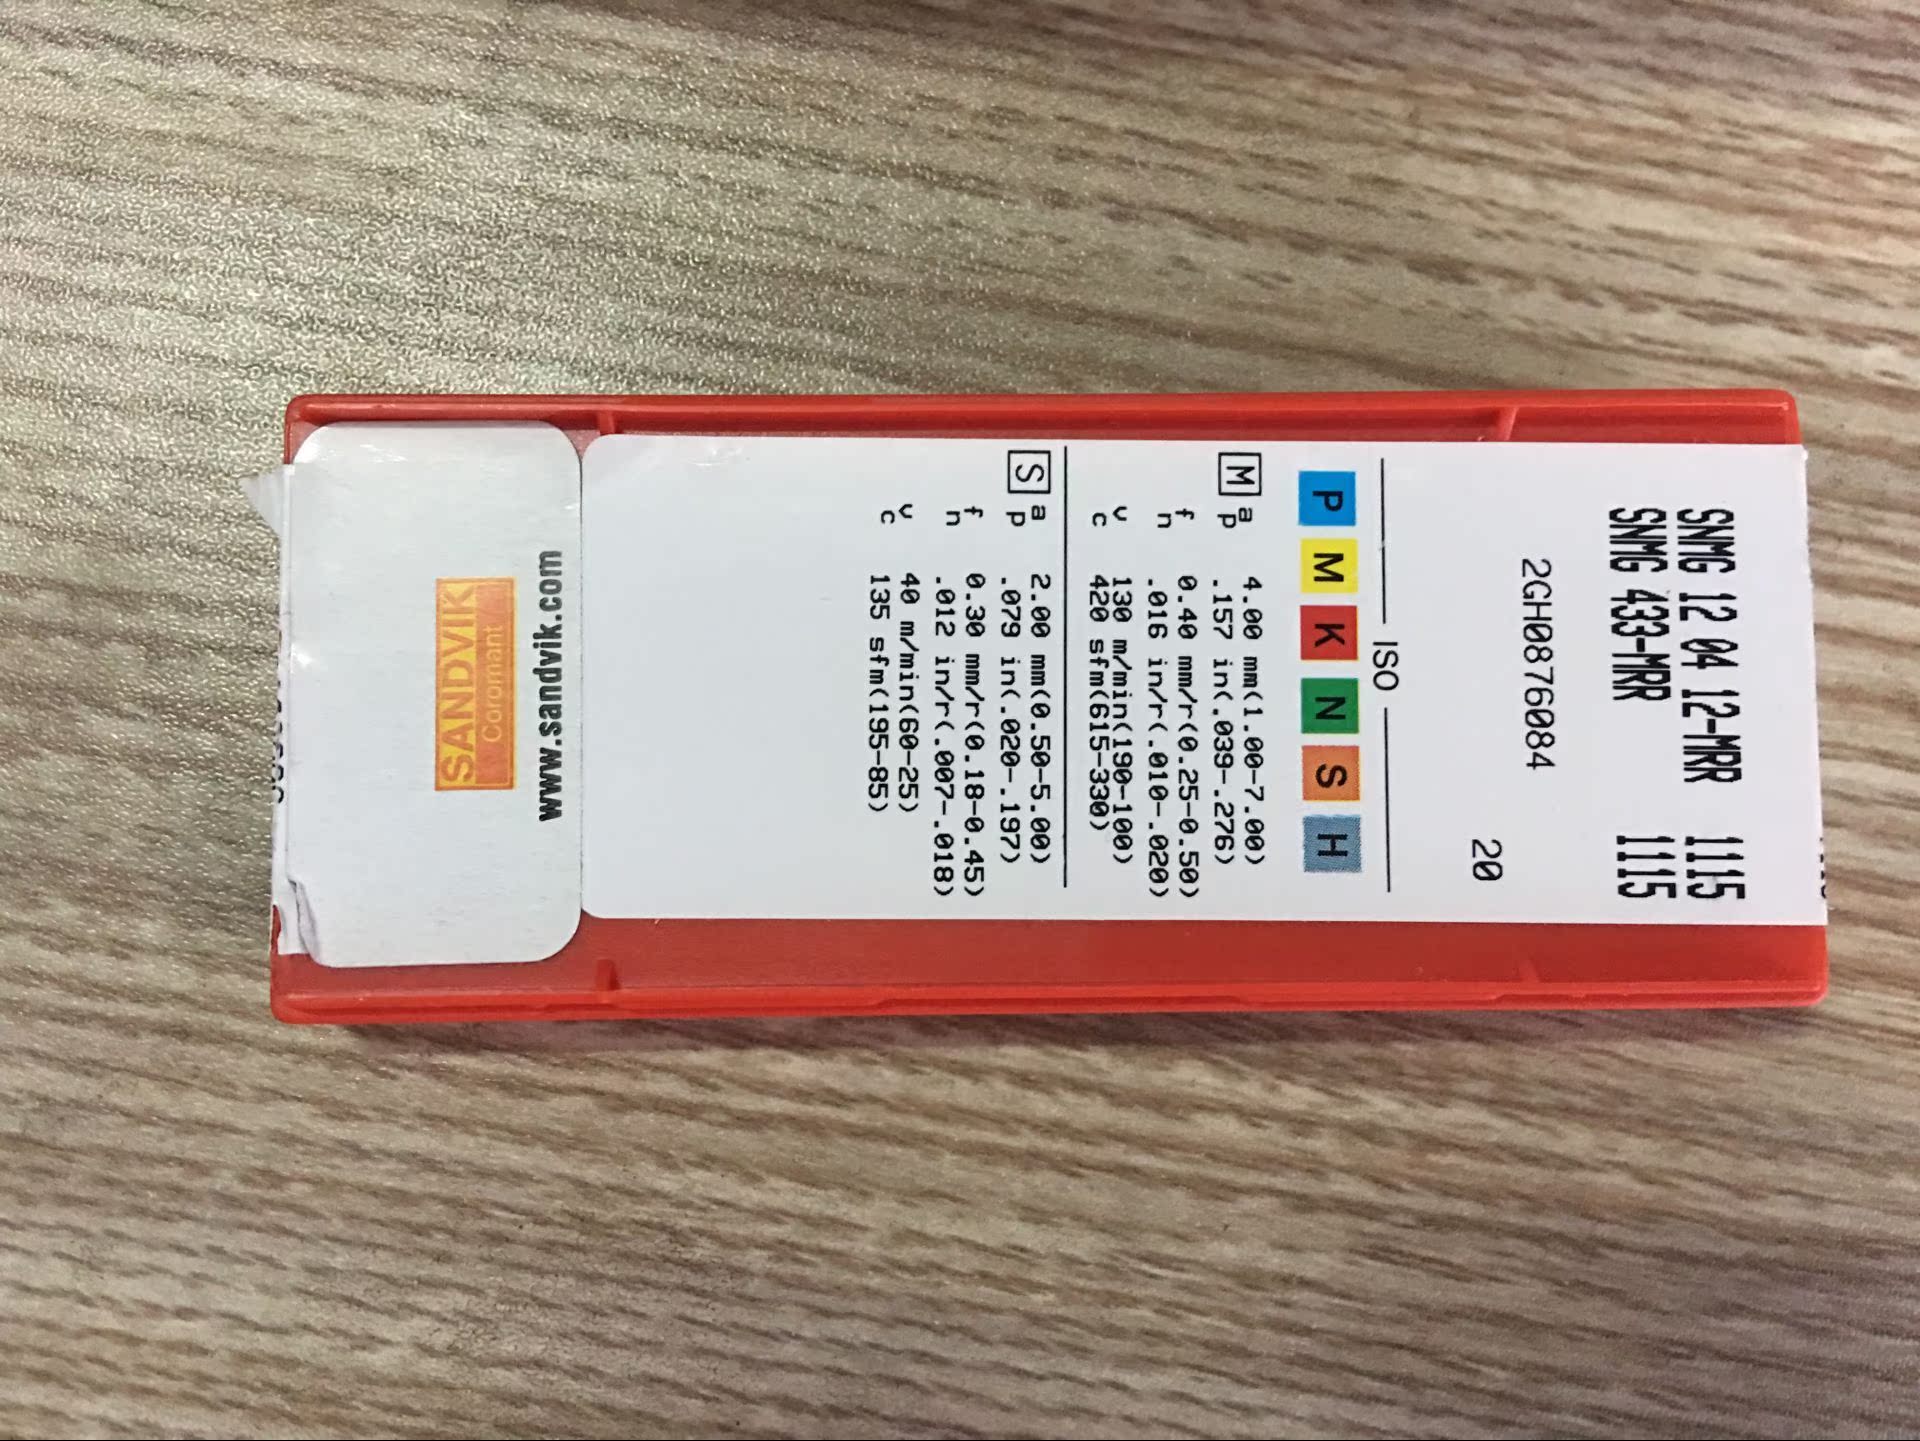 SNMG 12 04 12-MRR 1115
SNMG 433-MRR 1115
2GH0876084
20
ISO
P M K N S H
M
ap 4.00 mm(1.00-7.00)
.157 in(.039-.276)
fn 0.40 mm/r(0.25-0.50)
.016 in/r(.010-.020)
vc 130 m/min(190-100)
420 sfm(615-330)
S
ap 2.00 mm(0.50-5.00)
.079 in(.020-.197)
fn 0.30 mm/r(0.18-0.45)
.012 in/r(.007-.018)
vc 40 m/min(60-25)
135 sfm(195-85)
www.sandvik.com
SANDVIK
Coromant